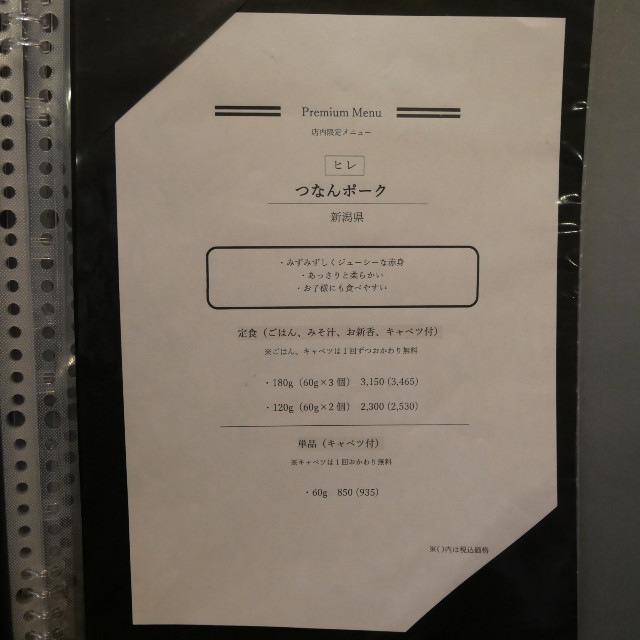 Premium Menu
店内限定メニュー
ヒレ
つなんポーク
新潟県
・みずみずしくジューシーな赤身
・あっさりと柔らかい
・お子様にも食べやすい
定食（ごはん、みそ汁、お新香、キャベツ付）
※ごはん、キャベツは1回ずつおかわり無料
・180g（60g×3個） 3,150（3,465）
・120g（60g×2個） 2,300（2,530）
単品（キャベツ付）
※キャベツは1回おかわり無料
・60g 850（935）
※( )内は税込価格